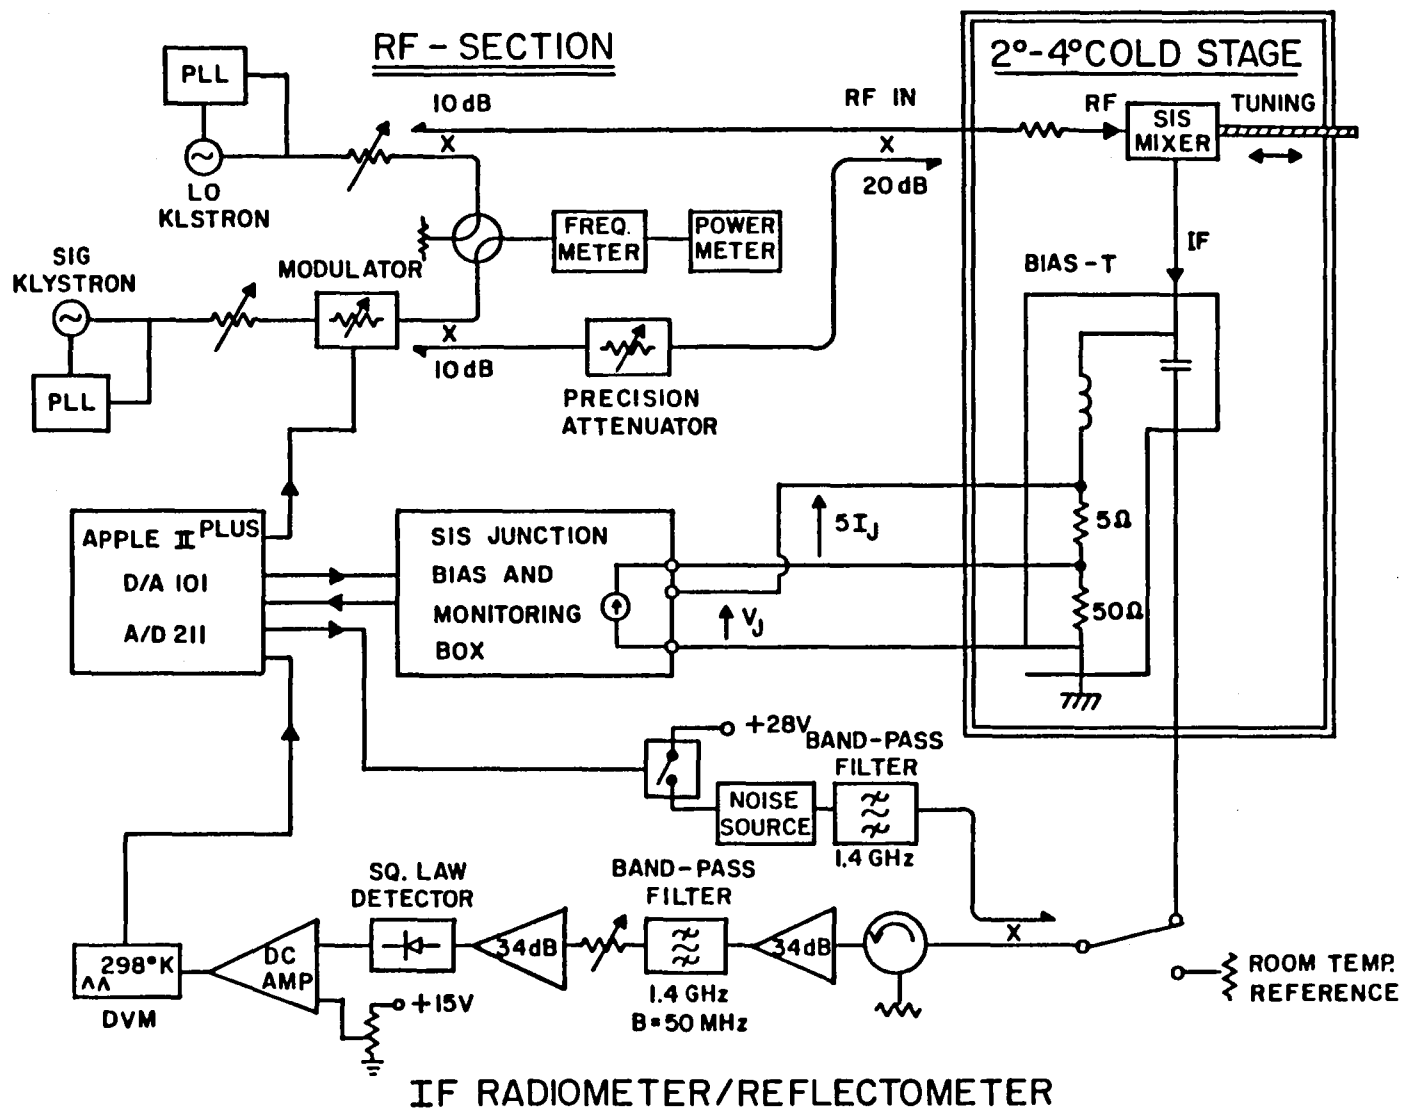 RF-SECTION
2°-4°COLD STAGE
PLL
10 dB
RF IN
RF
SIS
MIXER
TUNING
X
X
20 dB
LO
KLSTRON
FREQ.
METER
POWER
METER
IF
SIG
KLYSTRON
MODULATOR
BIAS-T
X
10 dB
PLL
PRECISION
ATTENUATOR
APPLE II PLUS
D/A 101
A/D 211
SIS JUNCTION
BIAS AND
MONITORING
BOX
5IJ
VJ
5Ω
50Ω
+28V
BAND-PASS
FILTER
NOISE
SOURCE
1.4 GHz
SQ. LAW
DETECTOR
BAND-PASS
FILTER
X
34dB
34dB
DC
AMP
298°K
DVM
+15V
1.4 GHz
B=50 MHz
ROOM TEMP.
REFERENCE
IF RADIOMETER/REFLECTOMETER